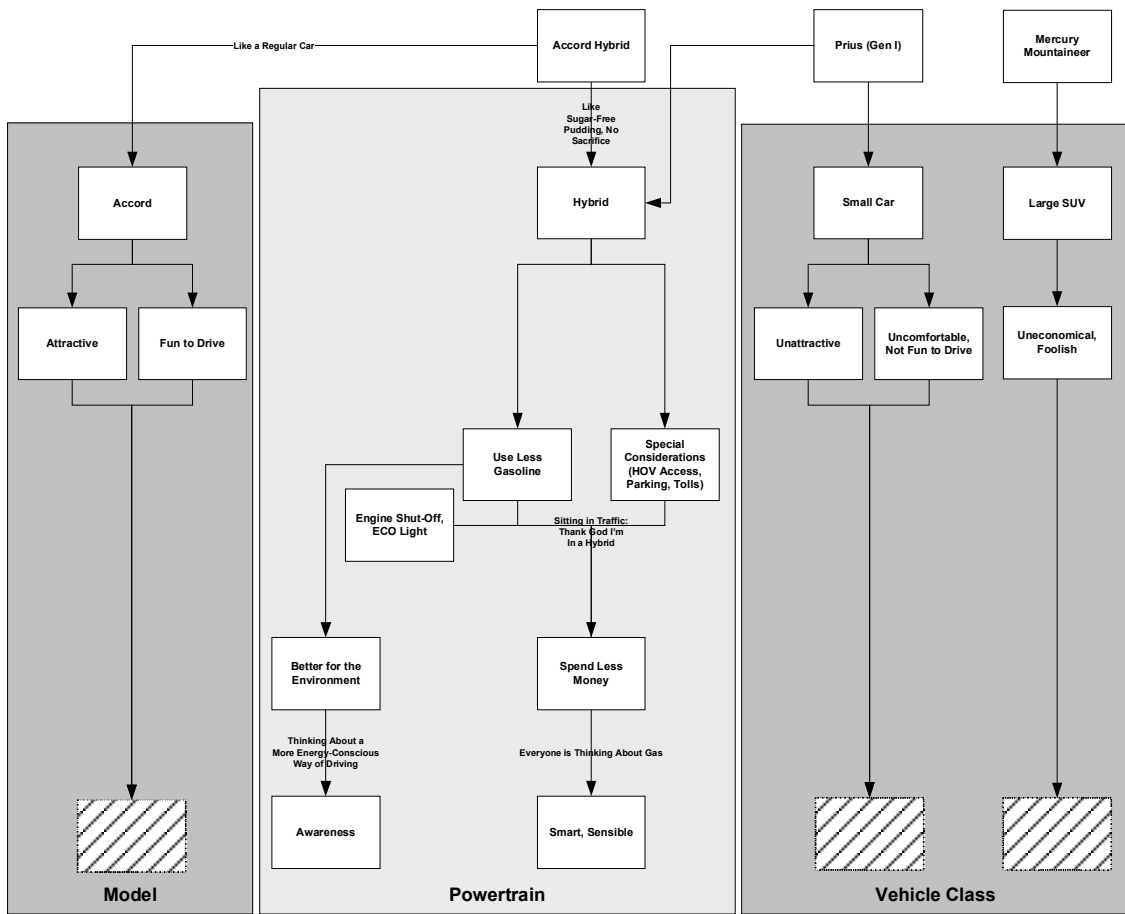 Like a Regular Car
Accord Hybrid
Prius (Gen I)
Mercury
Mountaineer
Like
Sugar-Free
Pudding, No
Sacrifice
Accord
Hybrid
Small Car
Large SUV
Attractive
Fun to Drive
Unattractive
Uncomfortable,
Not Fun to Drive
Uneconomical,
Foolish
Use Less
Gasoline
Special
Considerations
(HOV Access,
Parking, Tolls)
Engine Shut-Off,
ECO Light
Sitting in Traffic:
Thank God I'm
In a Hybrid
Better for the
Environment
Spend Less
Money
Thinking About a
More Energy-Conscious
Way of Driving
Everyone is Thinking About Gas
Awareness
Smart, Sensible
Model
Powertrain
Vehicle Class